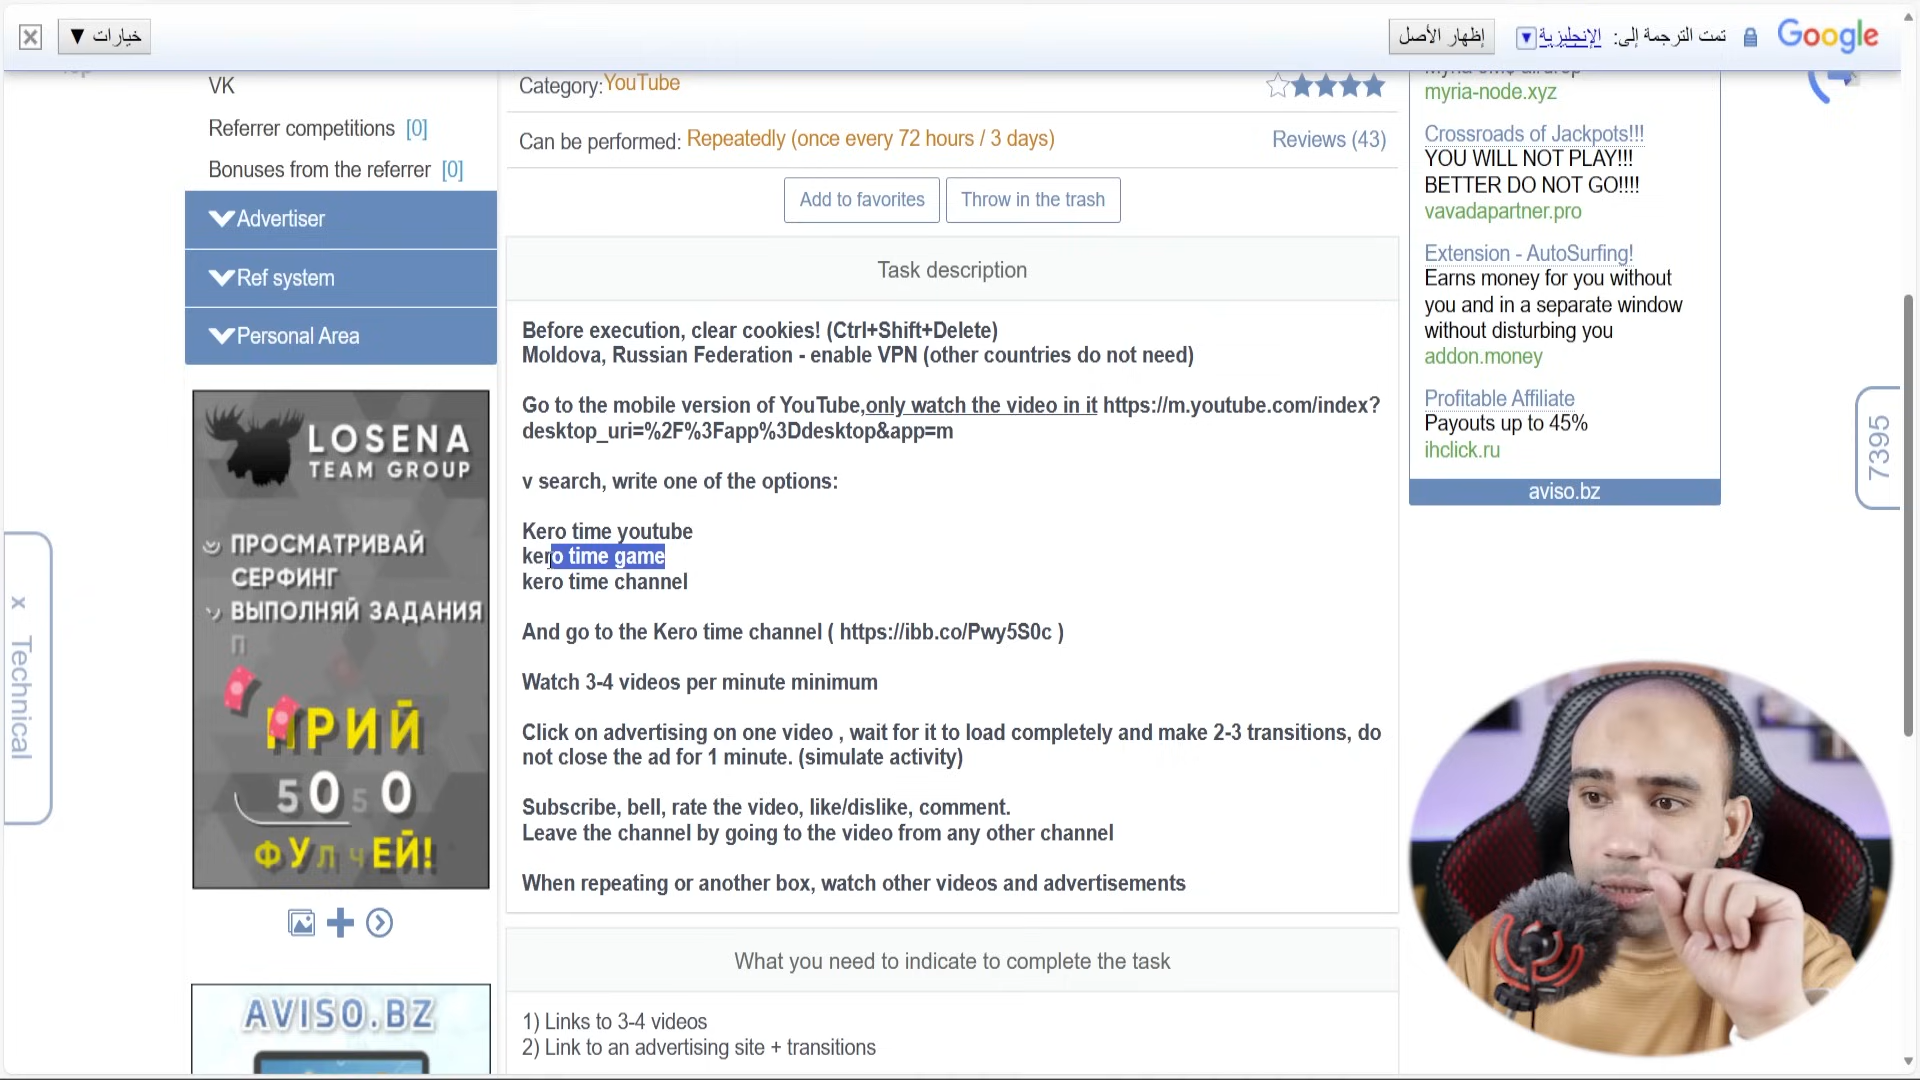 خيارات ▼
إظهار الأصل
تمت الترجمة إلى: الإنجليزية
Google
VK
Referrer competitions [0]
Bonuses from the referrer [0]
Advertiser
Ref system
Personal Area
LOSENA
TEAM GROUP
ПРОСМАТРИВАЙ
СЕРФИНГ
ВЫПОЛНЯЙ ЗАДАНИЯ
AVISO.BZ
x Technical
Category: YouTube
Can be performed: Repeatedly (once every 72 hours / 3 days)
Reviews (43)
Add to favorites
Throw in the trash
Task description
Before execution, clear cookies! (Ctrl+Shift+Delete)
Moldova, Russian Federation - enable VPN (other countries do not need)
Go to the mobile version of YouTube,only watch the video in it https://m.youtube.com/index?
desktop_uri=%2F%3Fapp%3Ddesktop&app=m
v search, write one of the options:
Kero time youtube
kero time game
kero time channel
And go to the Kero time channel ( https://ibb.co/Pwy5S0c )
Watch 3-4 videos per minute minimum
Click on advertising on one video , wait for it to load completely and make 2-3 transitions, do
not close the ad for 1 minute. (simulate activity)
Subscribe, bell, rate the video, like/dislike, comment.
Leave the channel by going to the video from any other channel
When repeating or another box, watch other videos and advertisements
What you need to indicate to complete the task
1) Links to 3-4 videos
2) Link to an advertising site + transitions
myria-node.xyz
Crossroads of Jackpots!!!
YOU WILL NOT PLAY!!!
BETTER DO NOT GO!!!!
vavadapartner.pro
Extension - AutoSurfing!
Earns money for you without
you and in a separate window
without disturbing you
addon.money
Profitable Affiliate
Payouts up to 45%
ihclick.ru
aviso.bz
7395